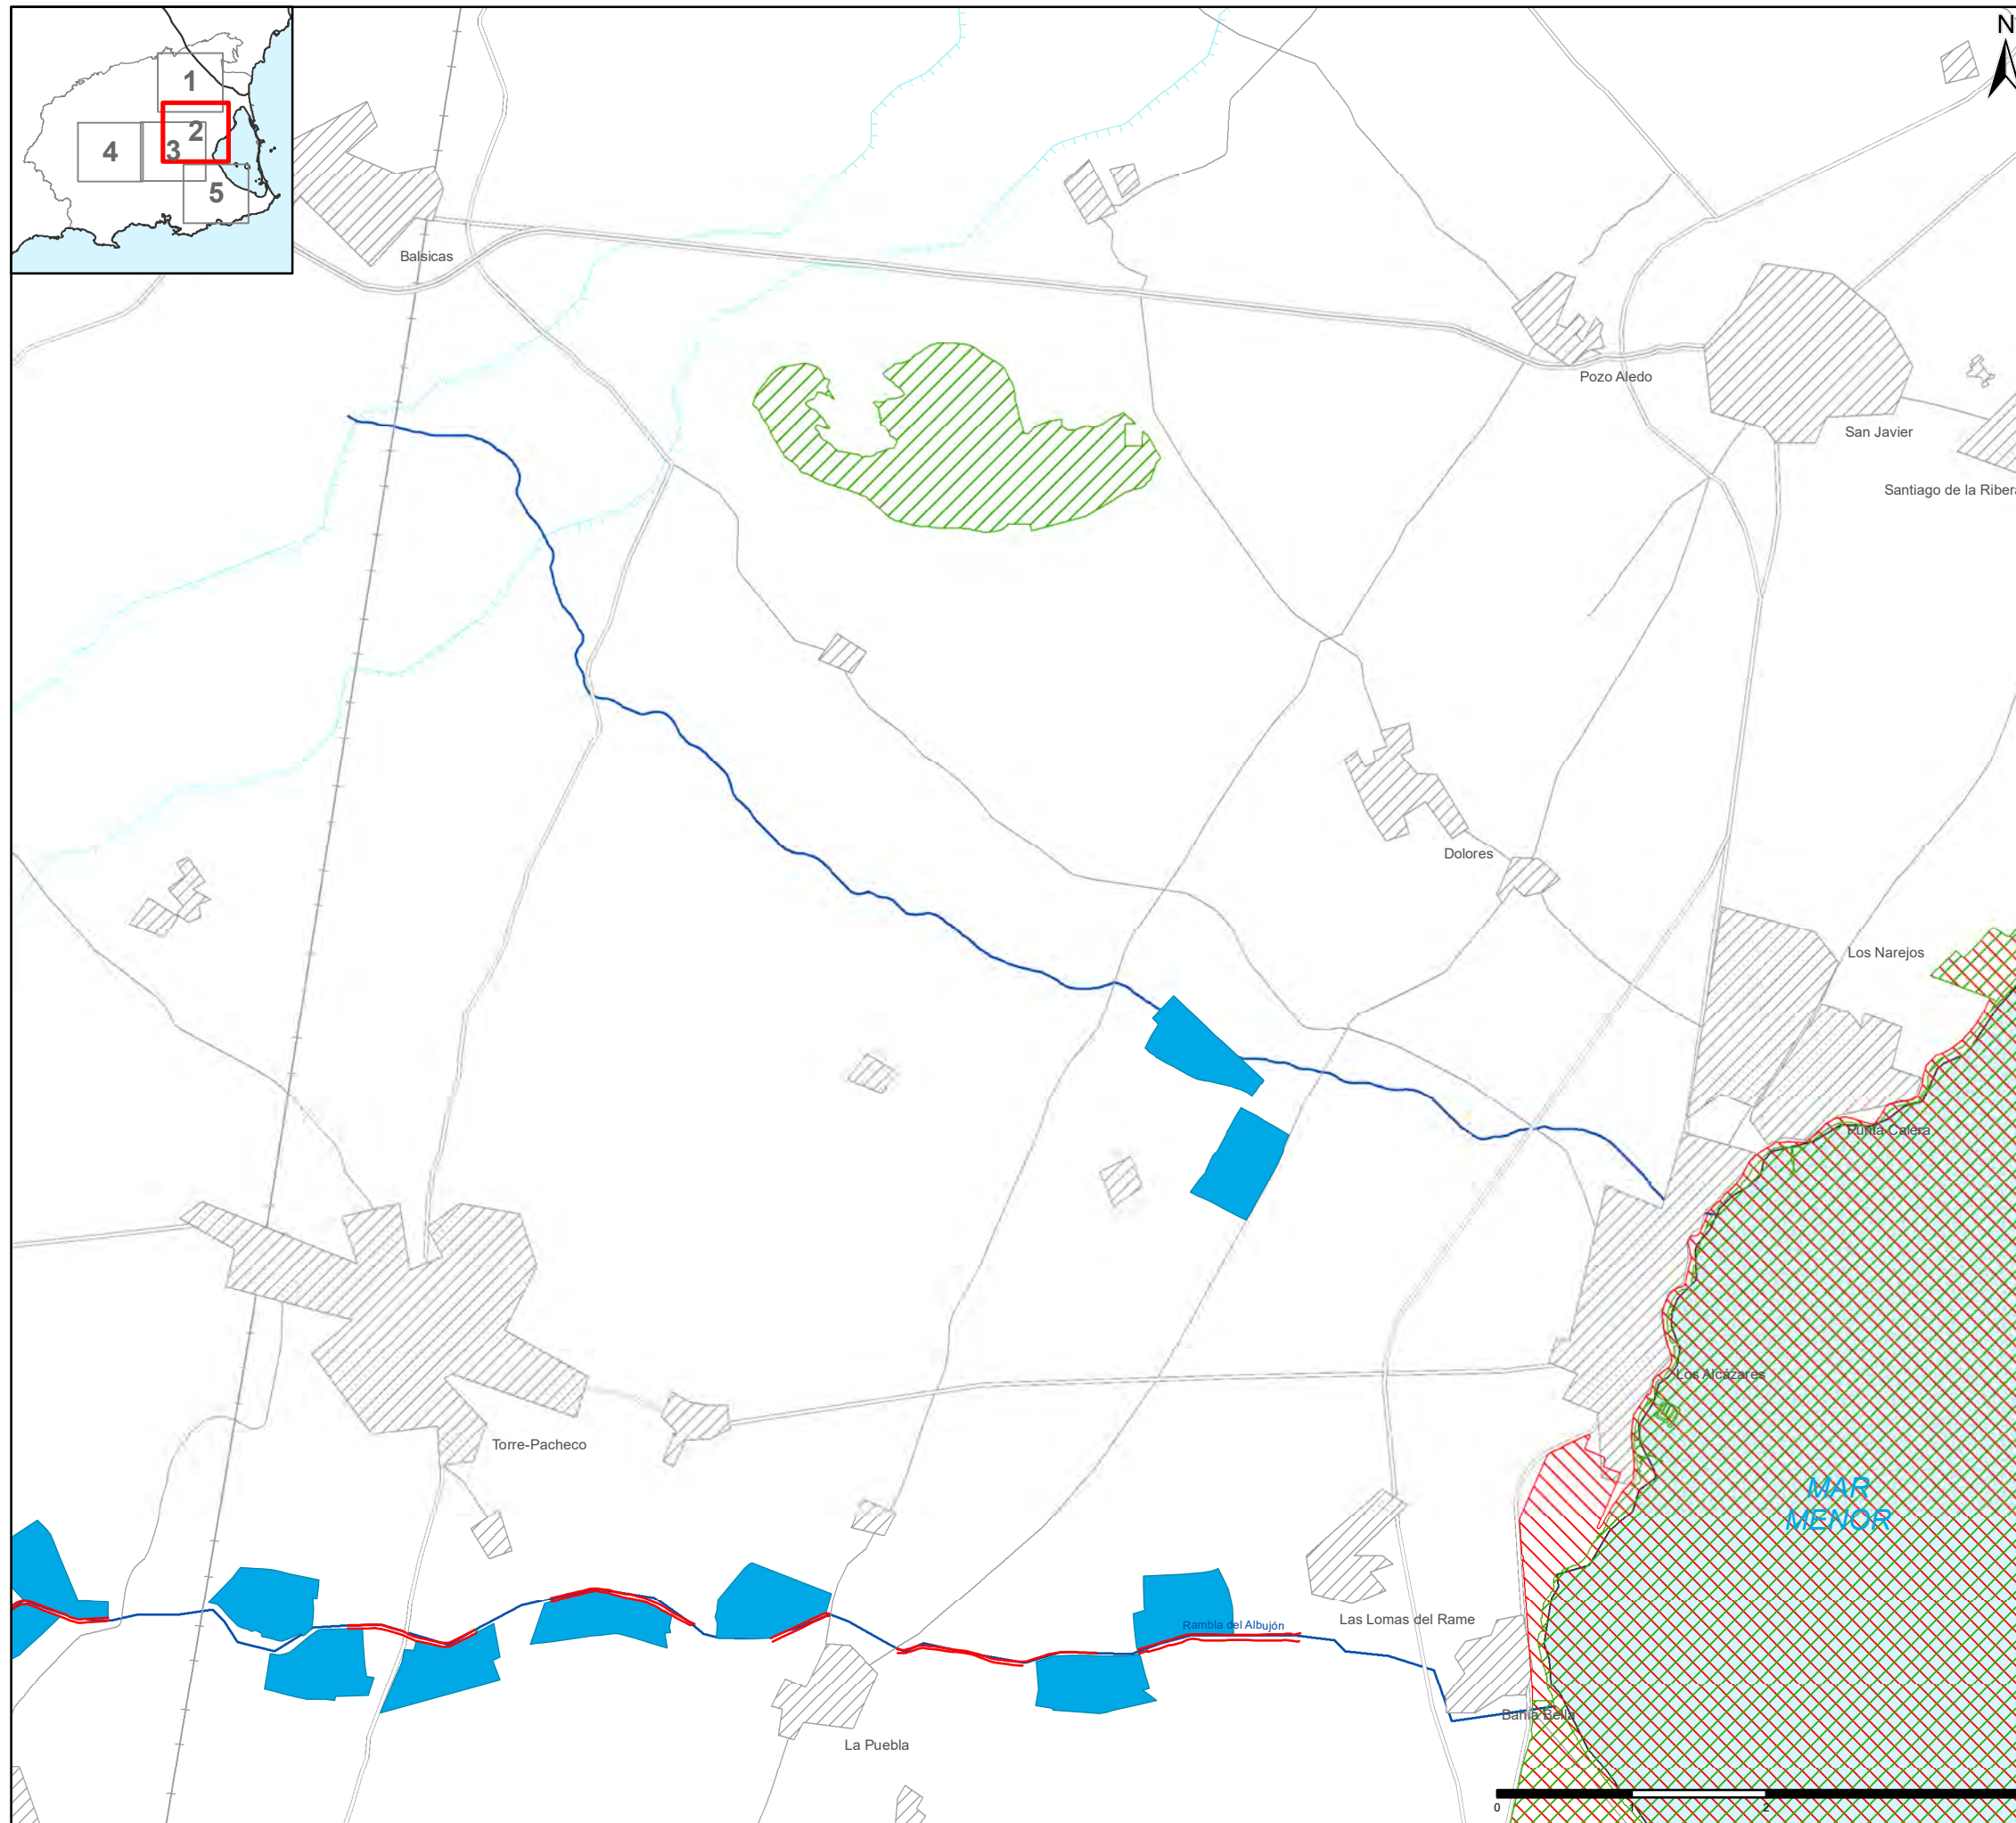 N
1
2
3
4
5
Balsicas
Pozo Aledo
San Javier
Santiago de la Ribera
Dolores
Los Narejos
Punta Calera
Los Alcázares
Torre-Pacheco
MAR
MENOR
Las Lomas del Rame
Rambla del Albujón
Bahía Bella
La Puebla
0
1
2